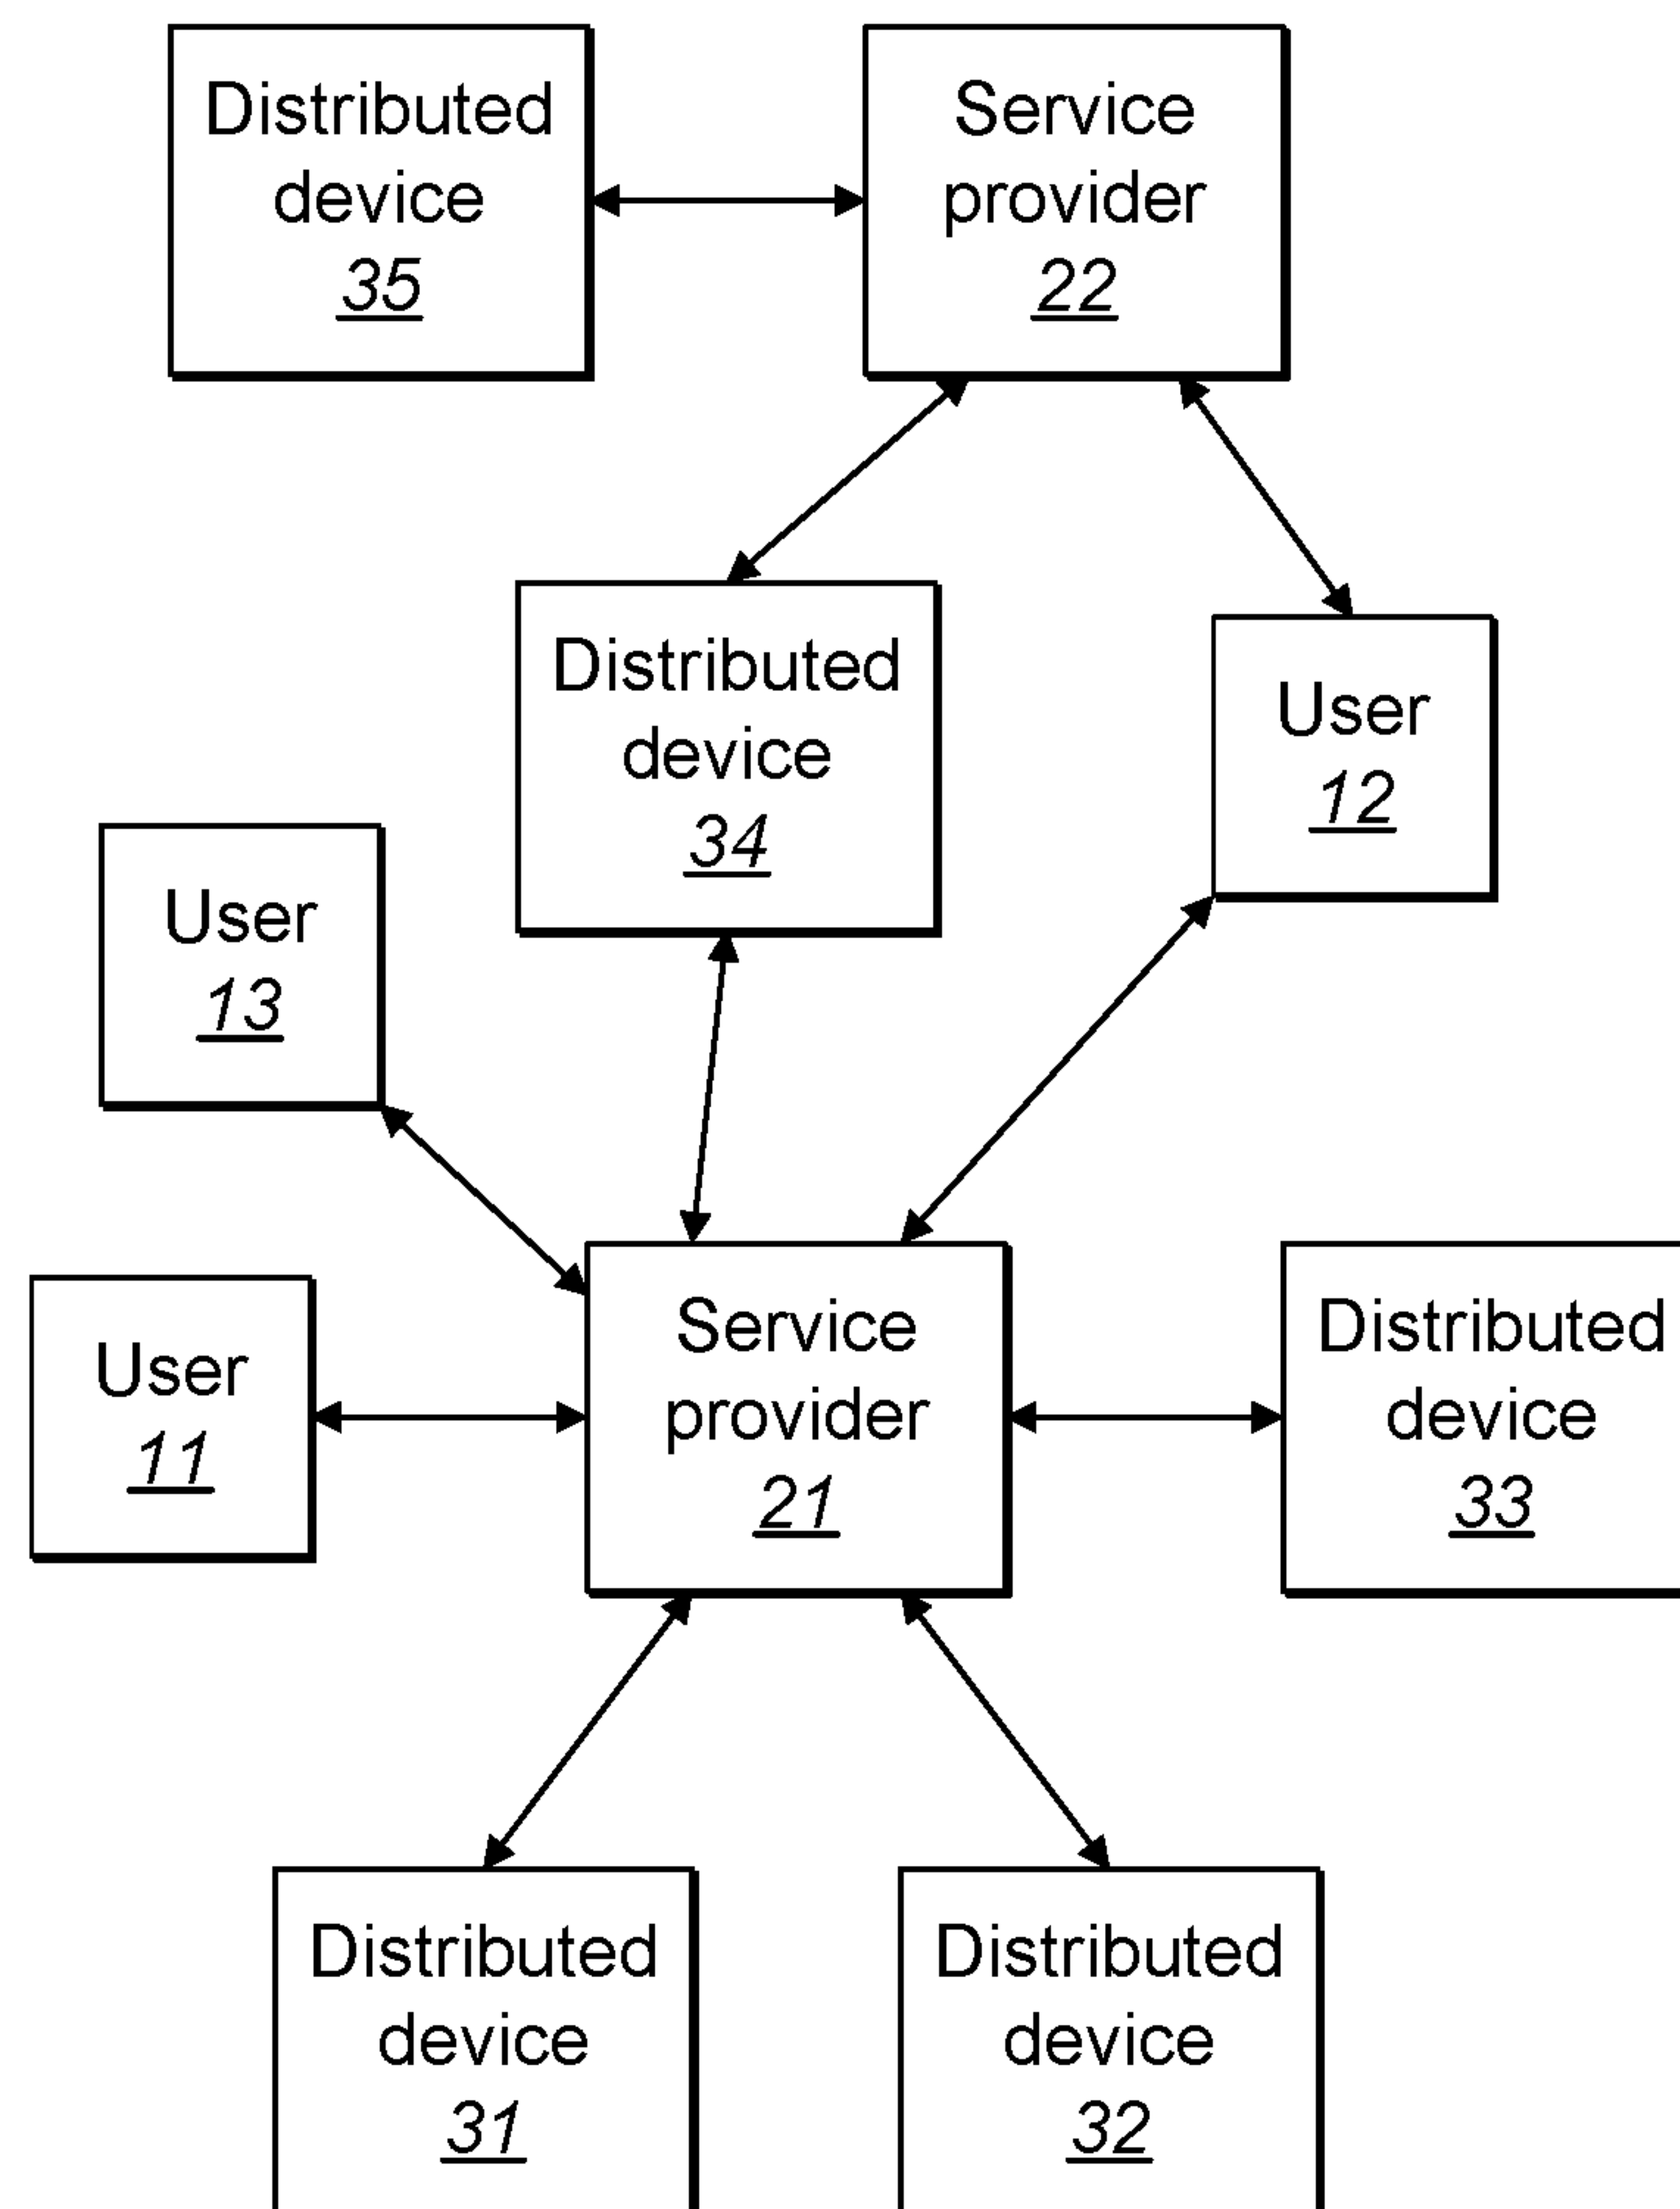 Distributed
device
35
Service
provider
22
Distributed
device
34
User
12
User
13
User
11
Service
provider
21
Distributed
device
33
Distributed
device
31
Distributed
device
32